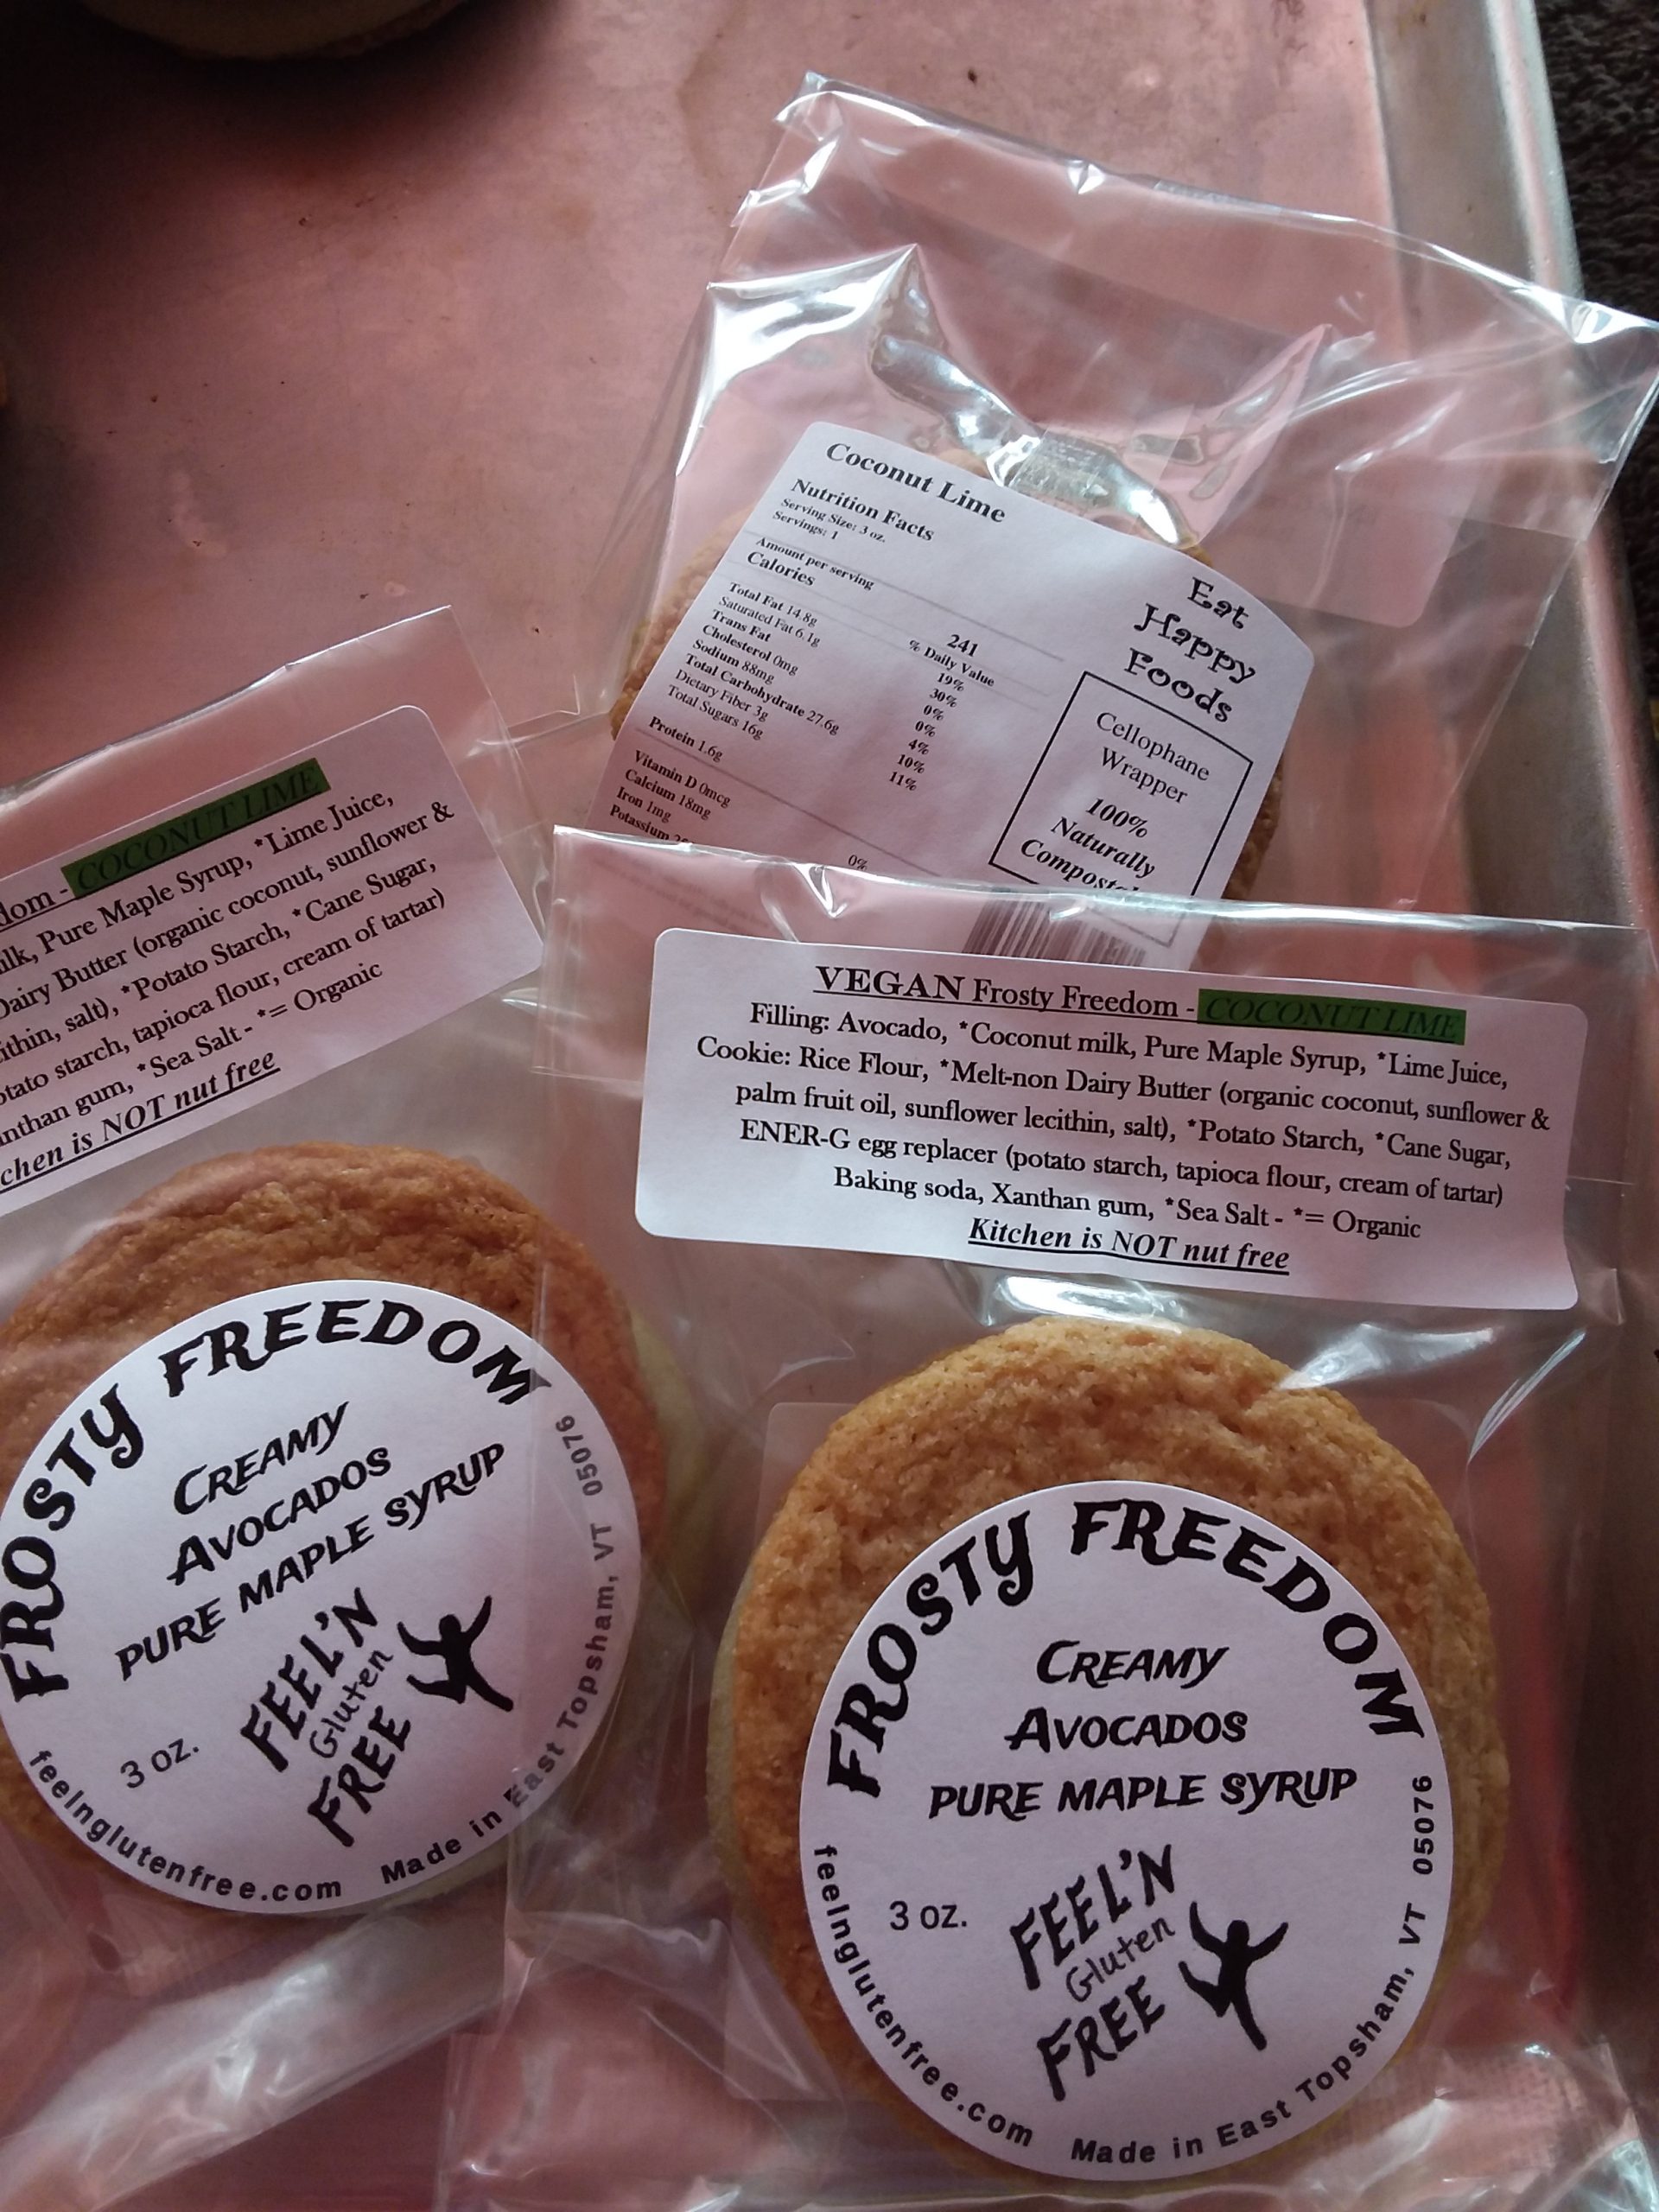 Coconut Lime
Nutrition Facts
Serving Size: 3 oz.
Servings: 1
Amount per serving
Calories 241
% Daily Value
Total Fat 14.8g 19%
Saturated Fat 6.1g 30%
Trans Fat 0%
Cholesterol 0mg 0%
Sodium 88mg 4%
Total Carbohydrate 27.6g 10%
Dietary Fiber 3g 11%
Total Sugars 16g
Protein 1.6g
Vitamin D 0mcg 0%
Calcium 18mg
Iron 1mg
Potassium
Eat
Happy
Foods
Cellophane
Wrapper
100%
Naturally
- COCONUT LIME
Pure Maple Syrup, *Lime Juice,
Dairy Butter (organic coconut, sunflower &
salt), *Potato Starch, *Cane Sugar,
starch, tapioca flour, cream of tartar)
gum, *Sea Salt - *= Organic
is NOT nut free
VEGAN Frosty Freedom - COCONUT LIME
Filling: Avocado, *Coconut milk, Pure Maple Syrup, *Lime Juice,
Cookie: Rice Flour, *Melt-non Dairy Butter (organic coconut, sunflower &
palm fruit oil, sunflower lecithin, salt), *Potato Starch, *Cane Sugar,
ENER-G egg replacer (potato starch, tapioca flour, cream of tartar)
Baking soda, Xanthan gum, *Sea Salt - *= Organic
Kitchen is NOT nut free
FROSTY FREEDOM
CREAMY
AVOCADOS
PURE MAPLE SYRUP
3 oz.
FEEL'N
Gluten
FREE
feelnglutenfree.com Made in East Topsham, VT 05076
FROSTY FREEDOM
CREAMY
AVOCADOS
PURE MAPLE SYRUP
3 oz.
FEEL'N
Gluten
FREE
feelnglutenfree.com Made in East Topsham, VT 05076